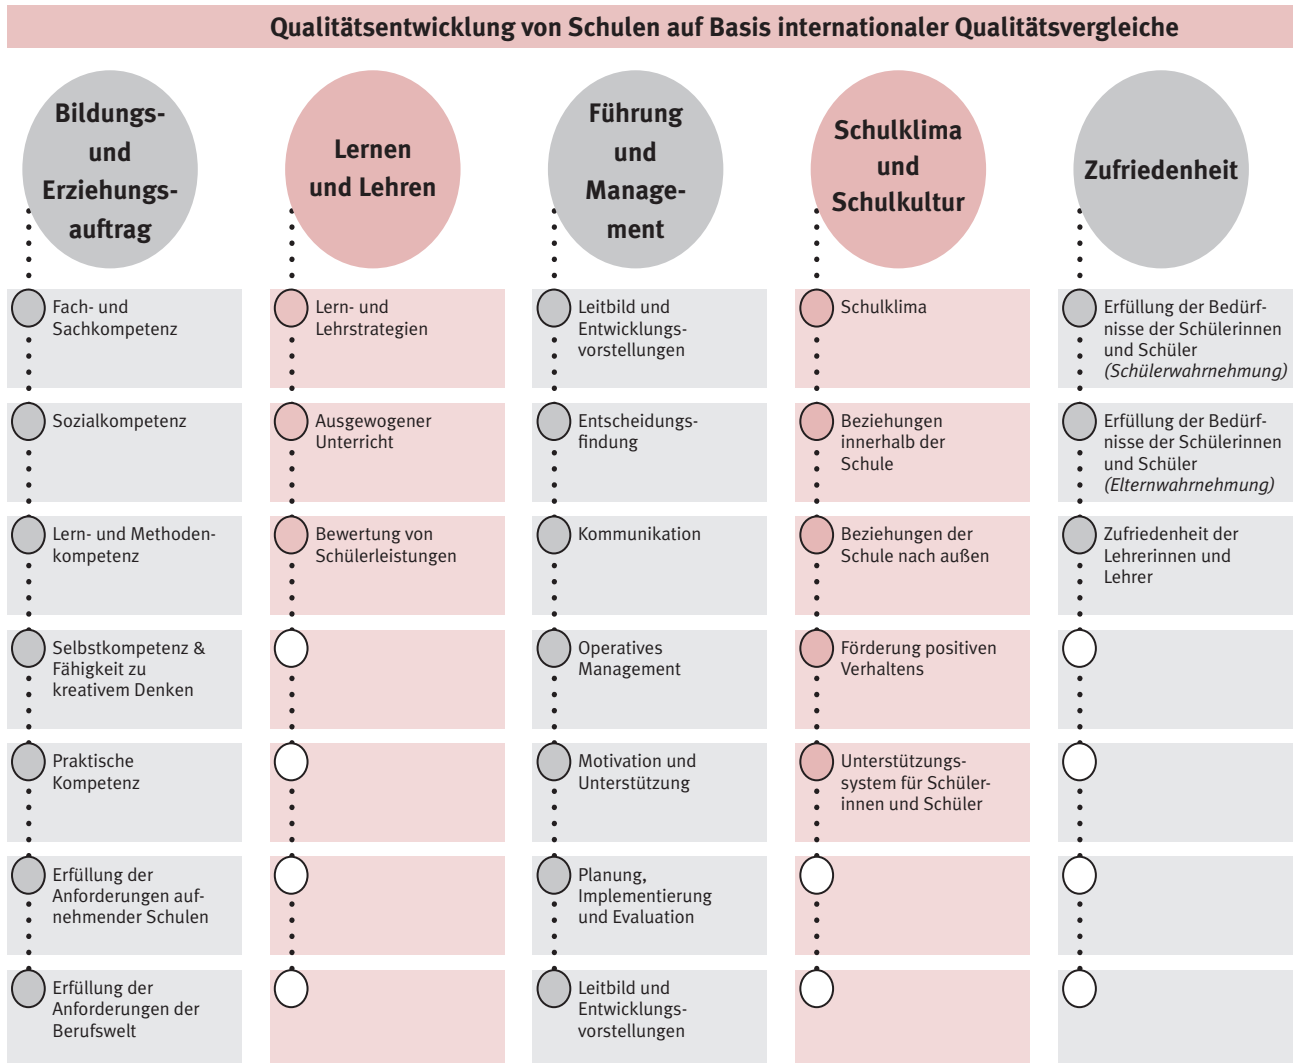 Qualitätsentwicklung von Schulen auf Basis internationaler Qualitätsvergleiche
Bildungs-
und
Erziehungs-
auftrag
Fach- und
Sachkompetenz
Sozialkompetenz
Lern- und Methoden-
kompetenz
Selbstkompetenz &
Fähigkeit zu
kreativem Denken
Praktische
Kompetenz
Erfüllung der
Anforderungen auf-
nehmender Schulen
Erfüllung der
Anforderungen der
Berufswelt
Lernen
und Lehren
Lern- und
Lehrstrategien
Ausgewogener
Unterricht
Bewertung von
Schülerleistungen
Führung
und
Manage-
ment
Leitbild und
Entwicklungs-
vorstellungen
Entscheidungs-
findung
Kommunikation
Operatives
Management
Motivation und
Unterstützung
Planung,
Implementierung
und Evaluation
Leitbild und
Entwicklungs-
vorstellungen
Schulklima
und
Schulkultur
Schulklima
Beziehungen
innerhalb der
Schule
Beziehungen der
Schule nach außen
Förderung positiven
Verhaltens
Unterstützungs-
system für Schüler-
innen und Schüler
Zufriedenheit
Erfüllung der Bedürf-
nisse der Schülerinnen
und Schüler
(Schülerwahrnehmung)
Erfüllung der Bedürf-
nisse der Schülerinnen
und Schüler
(Elternwahrnehmung)
Zufriedenheit der
Lehrerinnen und
Lehrer